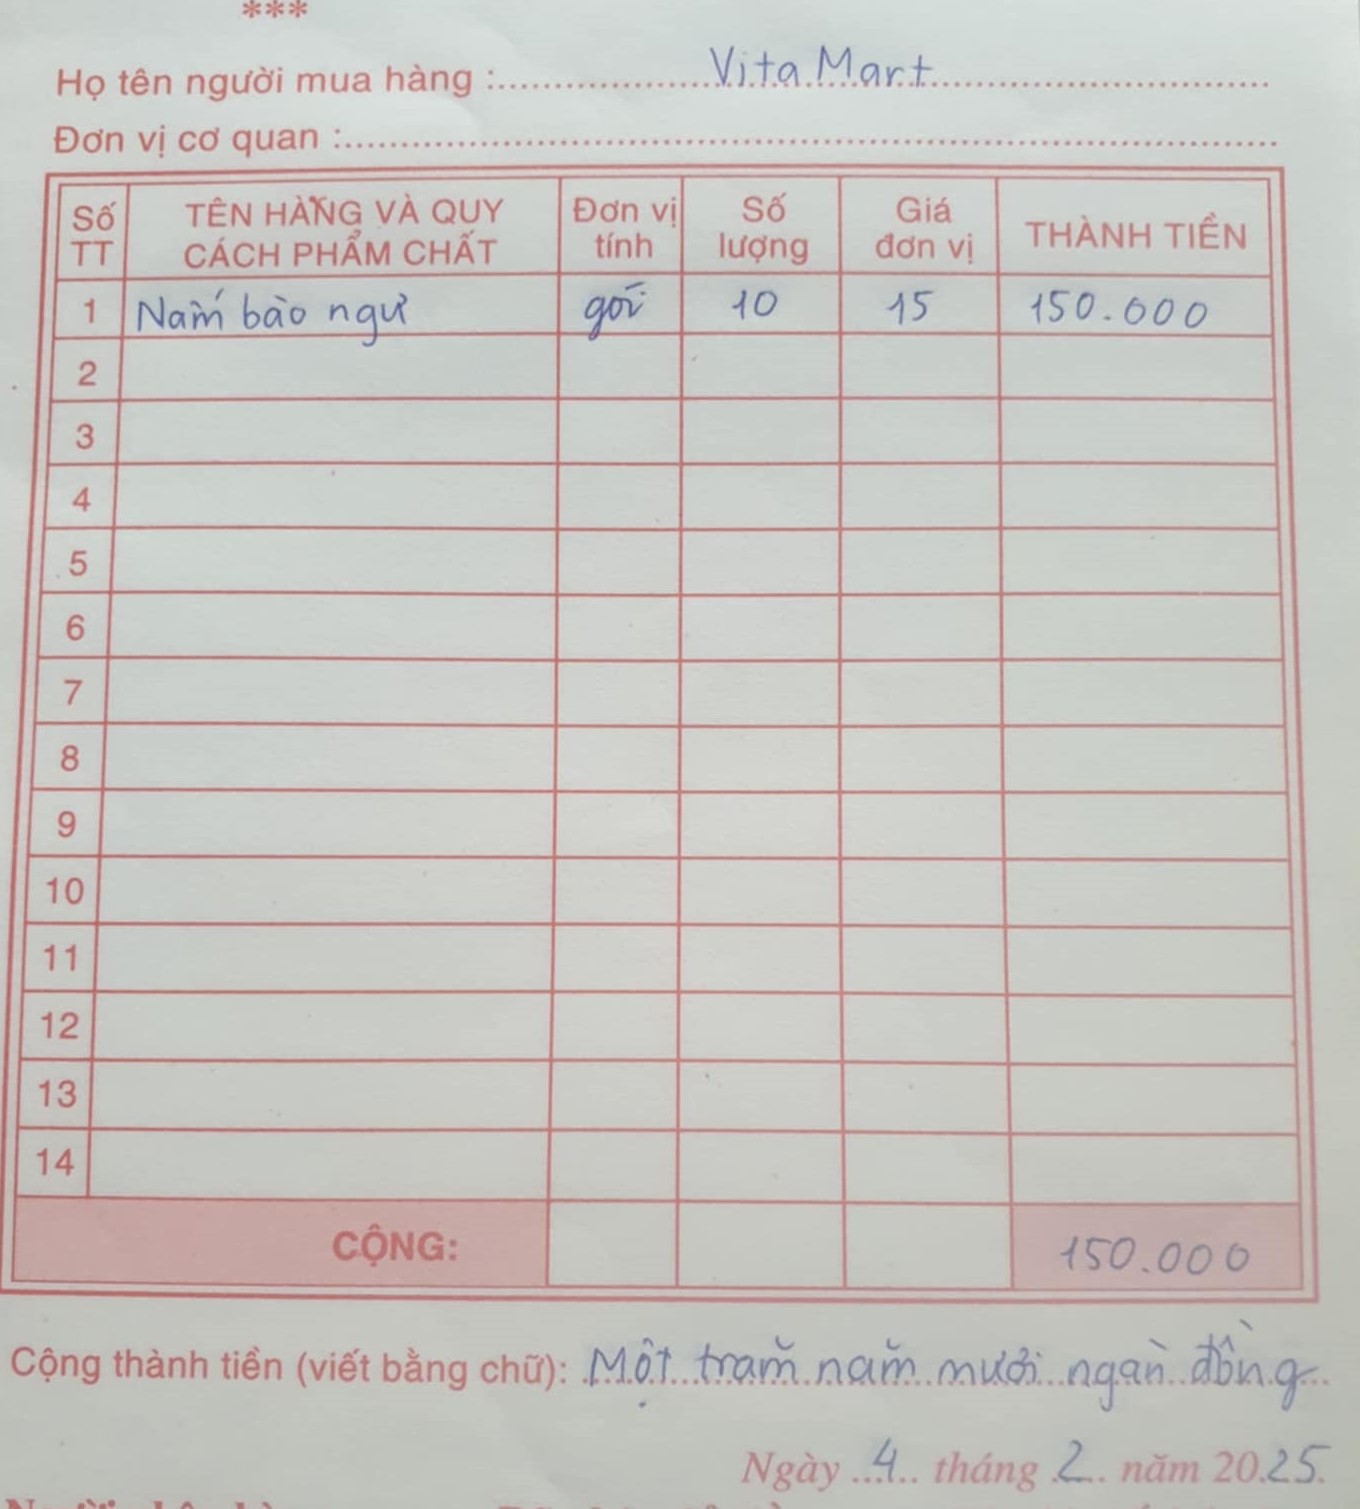 ***
Họ tên người mua hàng : Vita Mart
Đơn vị cơ quan :
Số TT TÊN HÀNG VÀ QUY CÁCH PHẨM CHẤT Đơn vị tính Số lượng Giá đơn vị THÀNH TIỀN
1 Nấm bào ngư gói 10 15 150.000
2
3
4
5
6
7
8
9
10
11
12
13
14
CỘNG: 150.000
Cộng thành tiền (viết bằng chữ): Một trăm năm mươi ngàn đồng
Ngày 4 tháng 2 năm 2025